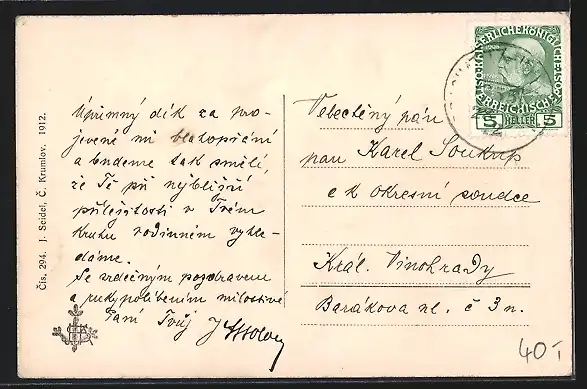 Upřímný dík za pro-
jevené mi blahopřání
a budeme tak smělí,
že Tě při nejbližší
příležitosti v Tvém
kruhu rodinném vyhle-
dáme.
Se srdečným pozdravem
a rukypolíbením milostivé
Paní Tvůj J
Velectěný pán
pan Karel Soukup
c k okresní soudce
Král. Vinohrady
Barákova ul. č 3 n.
Čís. 294. J. Seidel, Č. Krumlov. 1912.
5 HELLER 5
40,-